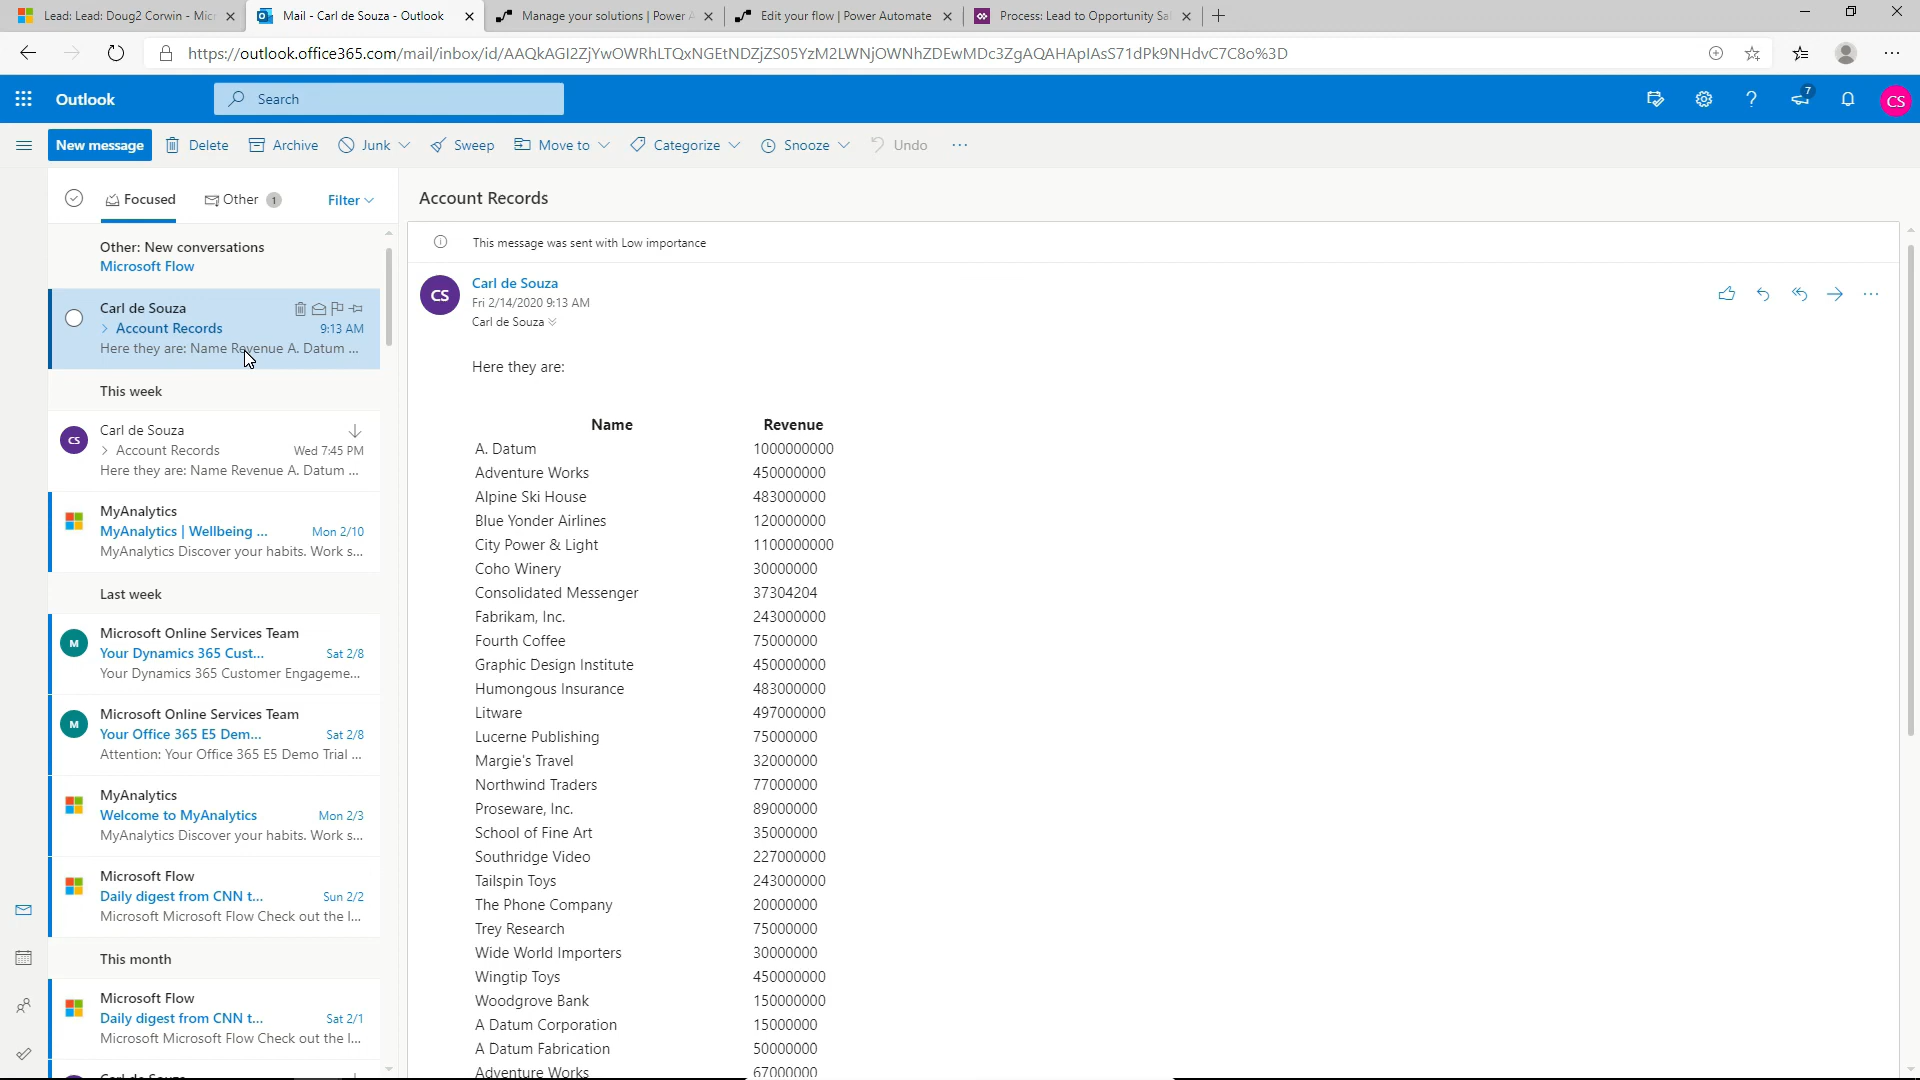 Lead: Lead: Doug2 Corwin - Mic
Mail - Carl de Souza - Outlook
Manage your solutions | Power A
Edit your flow | Power Automate
Process: Lead to Opportunity Sa
https://outlook.office365.com/mail/inbox/id/AAQkAGI2ZjYwOWRhLTQxNGEtNDZjZS05YzM2LWNjOWNhZDEwMDc3ZgAQAHApIAsS71dPk9NHdvC7C8o%3D
Outlook
Search
7
CS
New message
Delete
Archive
Junk
Sweep
Move to
Categorize
Snooze
Undo
Focused
Other 1
Filter
Other: New conversations
Microsoft Flow
Carl de Souza
Account Records 9:13 AM
Here they are: Name Revenue A. Datum ...
This week
CS
Carl de Souza
Account Records Wed 7:45 PM
Here they are: Name Revenue A. Datum ...
MyAnalytics
MyAnalytics | Wellbeing ... Mon 2/10
MyAnalytics Discover your habits. Work s...
Last week
M
Microsoft Online Services Team
Your Dynamics 365 Cust... Sat 2/8
Your Dynamics 365 Customer Engageme...
M
Microsoft Online Services Team
Your Office 365 E5 Dem... Sat 2/8
Attention: Your Office 365 E5 Demo Trial ...
MyAnalytics
Welcome to MyAnalytics Mon 2/3
MyAnalytics Discover your habits. Work s...
Microsoft Flow
Daily digest from CNN t... Sun 2/2
Microsoft Microsoft Flow Check out the l...
This month
Microsoft Flow
Daily digest from CNN t... Sat 2/1
Microsoft Microsoft Flow Check out the l...
Carl de Souza
Account Records
This message was sent with Low importance
CS
Carl de Souza
Fri 2/14/2020 9:13 AM
Carl de Souza
Here they are:
Name Revenue
A. Datum 1000000000
Adventure Works 450000000
Alpine Ski House 483000000
Blue Yonder Airlines 120000000
City Power & Light 1100000000
Coho Winery 30000000
Consolidated Messenger 37304204
Fabrikam, Inc. 243000000
Fourth Coffee 75000000
Graphic Design Institute 450000000
Humongous Insurance 483000000
Litware 497000000
Lucerne Publishing 75000000
Margie's Travel 32000000
Northwind Traders 77000000
Proseware, Inc. 89000000
School of Fine Art 35000000
Southridge Video 227000000
Tailspin Toys 243000000
The Phone Company 20000000
Trey Research 75000000
Wide World Importers 30000000
Wingtip Toys 450000000
Woodgrove Bank 150000000
A Datum Corporation 15000000
A Datum Fabrication 50000000
Adventure Works 67000000